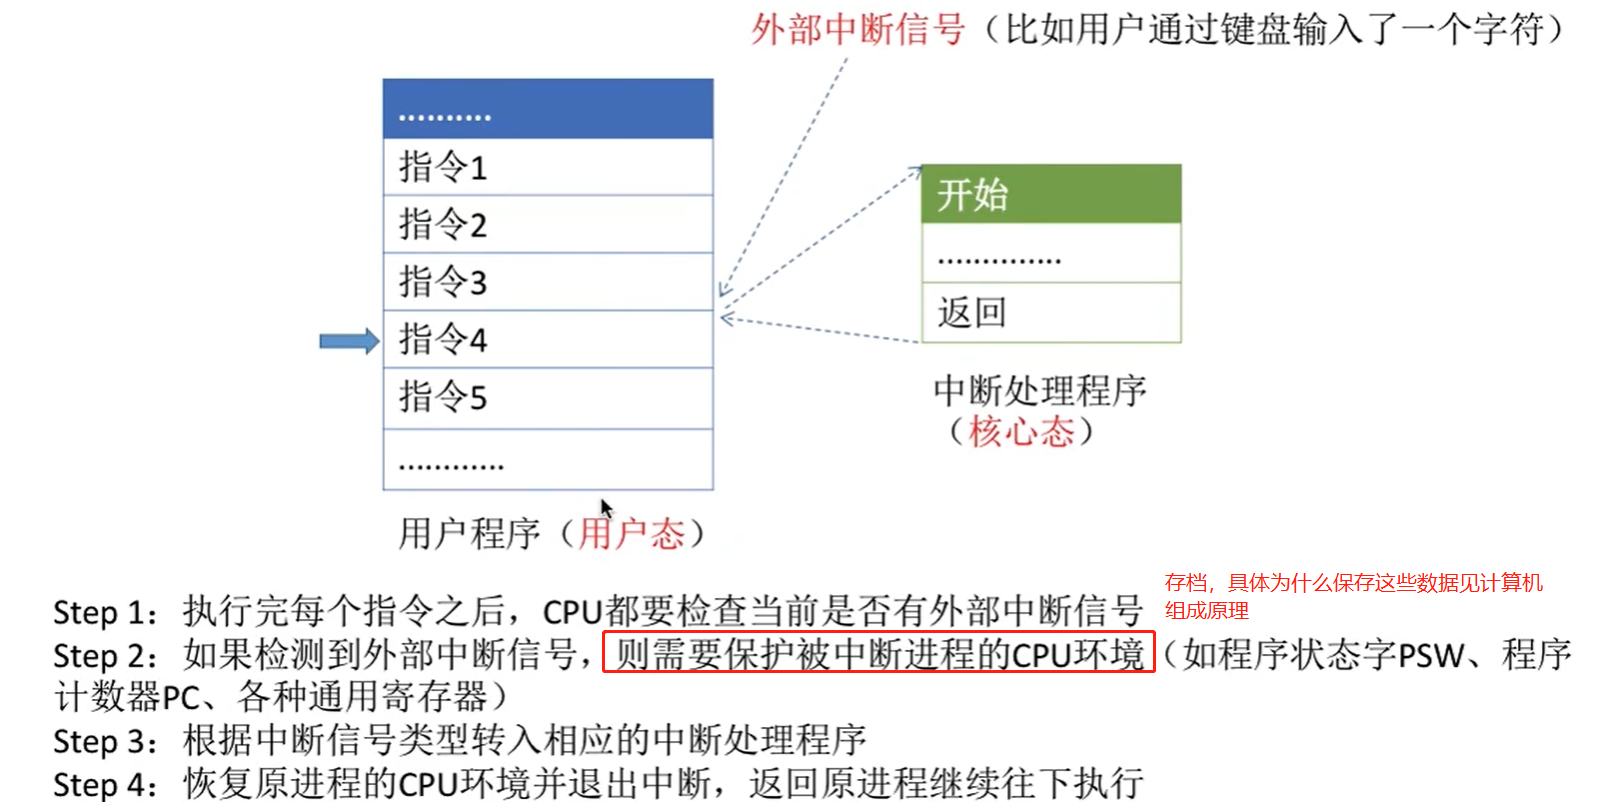 外部中断信号（比如用户通过键盘输入了一个字符）
..........
指令1
指令2
指令3
指令4
指令5
............
用户程序（用户态）
开始
..............
返回
中断处理程序
（核心态）
存档，具体为什么保存这些数据见计算机
组成原理
Step 1：执行完每个指令之后，CPU都要检查当前是否有外部中断信号
Step 2：如果检测到外部中断信号，则需要保护被中断进程的CPU环境（如程序状态字PSW、程序
计数器PC、各种通用寄存器）
Step 3：根据中断信号类型转入相应的中断处理程序
Step 4：恢复原进程的CPU环境并退出中断，返回原进程继续往下执行